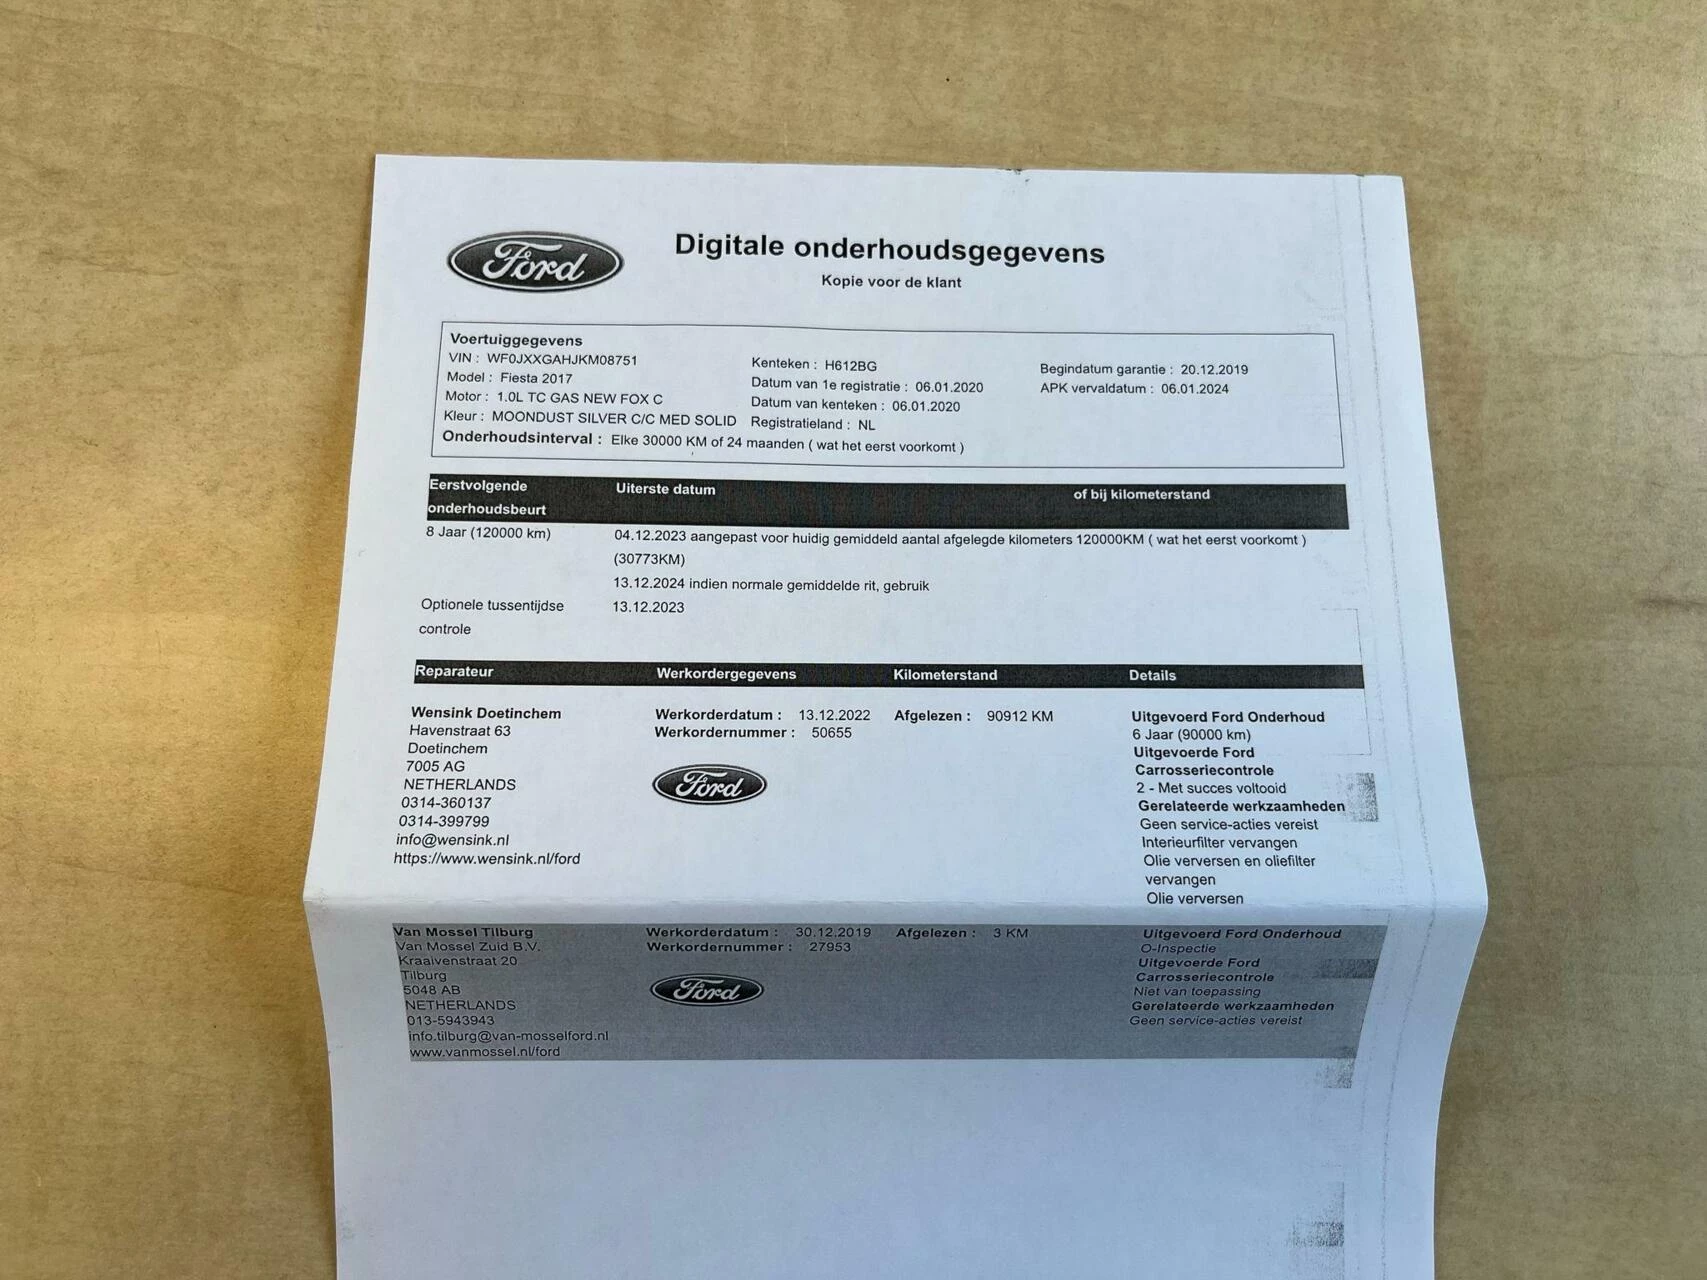 Ford
Digitale onderhoudsgegevens
Kopie voor de klant
Voertuiggegevens
VIN : WF0JXXGAHJKM08751
Model : Fiesta 2017
Motor : 1.0L TC GAS NEW FOX C
Kleur : MOONDUST SILVER C/C MED SOLID
Kenteken : H612BG
Datum van 1e registratie : 06.01.2020
Datum van kenteken : 06.01.2020
Registratieland : NL
Begindatum garantie : 20.12.2019
APK vervaldatum : 06.01.2024
Onderhoudsinterval : Elke 30000 KM of 24 maanden ( wat het eerst voorkomt )
Eerstvolgende
onderhoudsbeurt
Uiterste datum
of bij kilometerstand
8 Jaar (120000 km)
04.12.2023 aangepast voor huidig gemiddeld aantal afgelegde kilometers 120000KM ( wat het eerst voorkomt )
(30773KM)
13.12.2024 indien normale gemiddelde rit, gebruik
Optionele tussentijdse
controle
13.12.2023
Reparateur Werkordergegevens Kilometerstand Details
Wensink Doetinchem
Havenstraat 63
Doetinchem
7005 AG
NETHERLANDS
0314-360137
0314-399799
info@wensink.nl
https://www.wensink.nl/ford
Werkorderdatum : 13.12.2022
Werkordernummer : 50655
Ford
Afgelezen : 90912 KM
Uitgevoerd Ford Onderhoud
6 Jaar (90000 km)
Uitgevoerde Ford
Carrosseriecontrole
2 - Met succes voltooid
Gerelateerde werkzaamheden
Geen service-acties vereist
Interieurfilter vervangen
Olie verversen en oliefilter
vervangen
Olie verversen
Van Mossel Tilburg
Van Mossel Zuid B.V.
Kraaivenstraat 20
Tilburg
5048 AB
NETHERLANDS
013-5943943
info.tilburg@van-mosselford.nl
www.vanmossel.nl/ford
Werkorderdatum : 30.12.2019
Werkordernummer : 27953
Ford
Afgelezen : 3 KM
Uitgevoerd Ford Onderhoud
O-Inspectie
Uitgevoerde Ford
Carrosseriecontrole
Niet van toepassing
Gerelateerde werkzaamheden
Geen service-acties vereist